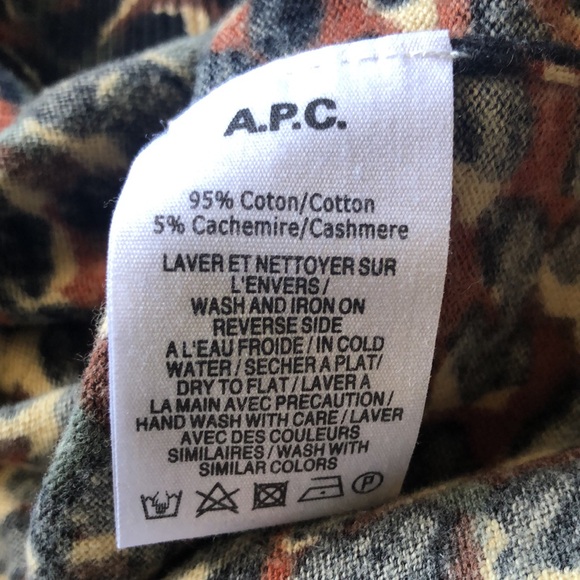 A.P.C.
95% Coton/Cotton
5% Cachemire/Cashmere
LAVER ET NETTOYER SUR
L'ENVERS /
WASH AND IRON ON
REVERSE SIDE
A L'EAU FROIDE / IN COLD
WATER / SECHER A PLAT/
DRY TO FLAT / LAVER A
LA MAIN AVEC PRECAUTION /
HAND WASH WITH CARE / LAVER
AVEC DES COULEURS
SIMILAIRES / WASH WITH
SIMILAR COLORS
P